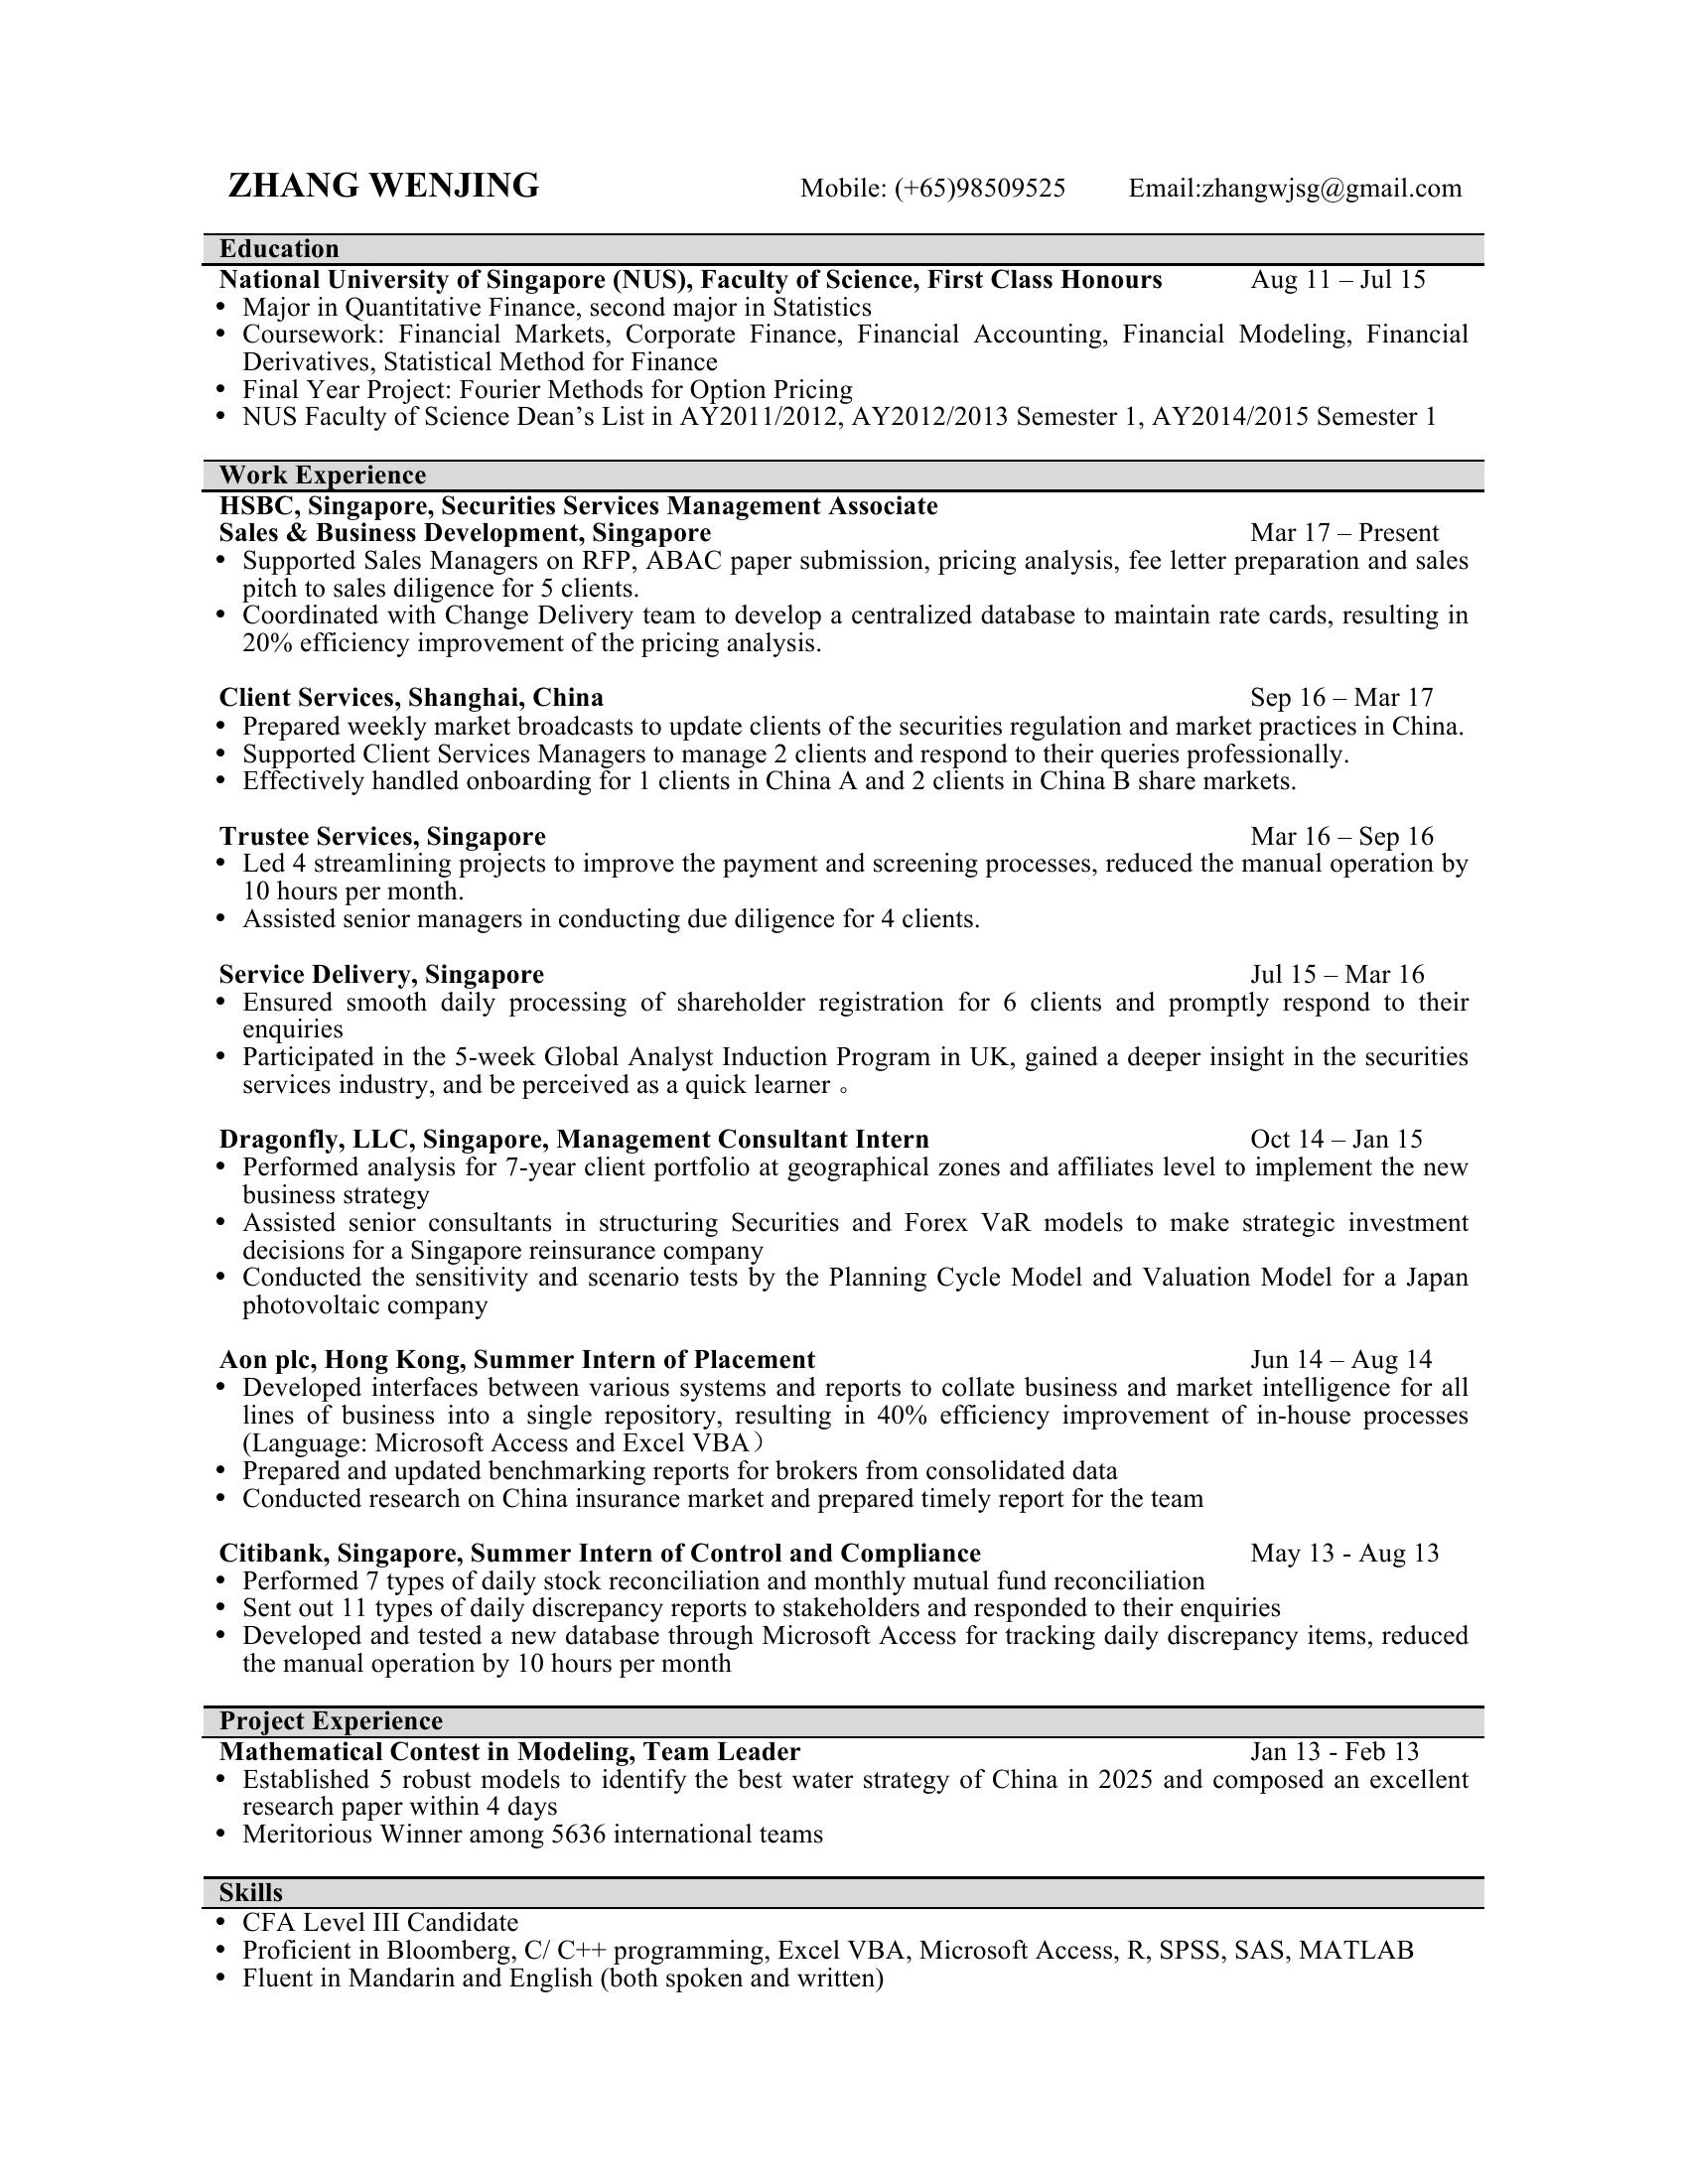 ZHANG WENJING Mobile: (+65)98509525 Email:zhangwjsg@gmail.com
Education
National University of Singapore (NUS), Faculty of Science, First Class Honours Aug 11 – Jul 15
• Major in Quantitative Finance, second major in Statistics
• Coursework: Financial Markets, Corporate Finance, Financial Accounting, Financial Modeling, Financial
Derivatives, Statistical Method for Finance
• Final Year Project: Fourier Methods for Option Pricing
• NUS Faculty of Science Dean’s List in AY2011/2012, AY2012/2013 Semester 1, AY2014/2015 Semester 1
Work Experience
HSBC, Singapore, Securities Services Management Associate
Sales & Business Development, Singapore Mar 17 – Present
• Supported Sales Managers on RFP, ABAC paper submission, pricing analysis, fee letter preparation and sales
pitch to sales diligence for 5 clients.
• Coordinated with Change Delivery team to develop a centralized database to maintain rate cards, resulting in
20% efficiency improvement of the pricing analysis.
Client Services, Shanghai, China Sep 16 – Mar 17
• Prepared weekly market broadcasts to update clients of the securities regulation and market practices in China.
• Supported Client Services Managers to manage 2 clients and respond to their queries professionally.
• Effectively handled onboarding for 1 clients in China A and 2 clients in China B share markets.
Trustee Services, Singapore Mar 16 – Sep 16
• Led 4 streamlining projects to improve the payment and screening processes, reduced the manual operation by
10 hours per month.
• Assisted senior managers in conducting due diligence for 4 clients.
Service Delivery, Singapore Jul 15 – Mar 16
• Ensured smooth daily processing of shareholder registration for 6 clients and promptly respond to their
enquiries
• Participated in the 5-week Global Analyst Induction Program in UK, gained a deeper insight in the securities
services industry, and be perceived as a quick learner 。
Dragonfly, LLC, Singapore, Management Consultant Intern Oct 14 – Jan 15
• Performed analysis for 7-year client portfolio at geographical zones and affiliates level to implement the new
business strategy
• Assisted senior consultants in structuring Securities and Forex VaR models to make strategic investment
decisions for a Singapore reinsurance company
• Conducted the sensitivity and scenario tests by the Planning Cycle Model and Valuation Model for a Japan
photovoltaic company
Aon plc, Hong Kong, Summer Intern of Placement Jun 14 – Aug 14
• Developed interfaces between various systems and reports to collate business and market intelligence for all
lines of business into a single repository, resulting in 40% efficiency improvement of in-house processes
(Language: Microsoft Access and Excel VBA）
• Prepared and updated benchmarking reports for brokers from consolidated data
• Conducted research on China insurance market and prepared timely report for the team
Citibank, Singapore, Summer Intern of Control and Compliance May 13 - Aug 13
• Performed 7 types of daily stock reconciliation and monthly mutual fund reconciliation
• Sent out 11 types of daily discrepancy reports to stakeholders and responded to their enquiries
• Developed and tested a new database through Microsoft Access for tracking daily discrepancy items, reduced
the manual operation by 10 hours per month
Project Experience
Mathematical Contest in Modeling, Team Leader Jan 13 - Feb 13
• Established 5 robust models to identify the best water strategy of China in 2025 and composed an excellent
research paper within 4 days
• Meritorious Winner among 5636 international teams
Skills
• CFA Level III Candidate
• Proficient in Bloomberg, C/ C++ programming, Excel VBA, Microsoft Access, R, SPSS, SAS, MATLAB
• Fluent in Mandarin and English (both spoken and written)